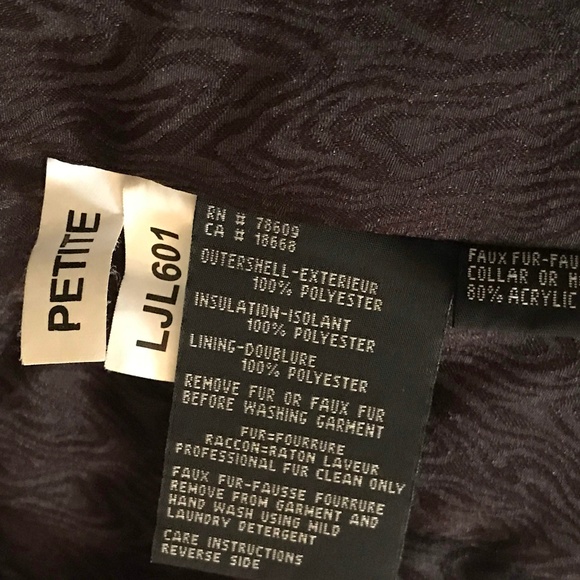 PETITE
LJL601
RN # 78609
CA # 18668
OUTERSHELL-EXTERIEUR
100% POLYESTER
INSULATION-ISOLANT
100% POLYESTER
LINING-DOUBLURE
100% POLYESTER
REMOVE FUR OR FAUX FUR
BEFORE WASHING GARMENT
FUR=FOURRURE
RACCON=RATON LAVEUR
PROFESSIONAL FUR CLEAN ONLY
FAUX FUR-FAUSSE FOURRURE
REMOVE FROM GARMENT AND
HAND WASH USING MILD
LAUNDRY DETERGENT
CARE INSTRUCTIONS
REVERSE SIDE
FAUX FUR-FAU
COLLAR OR H
80% ACRYLIC